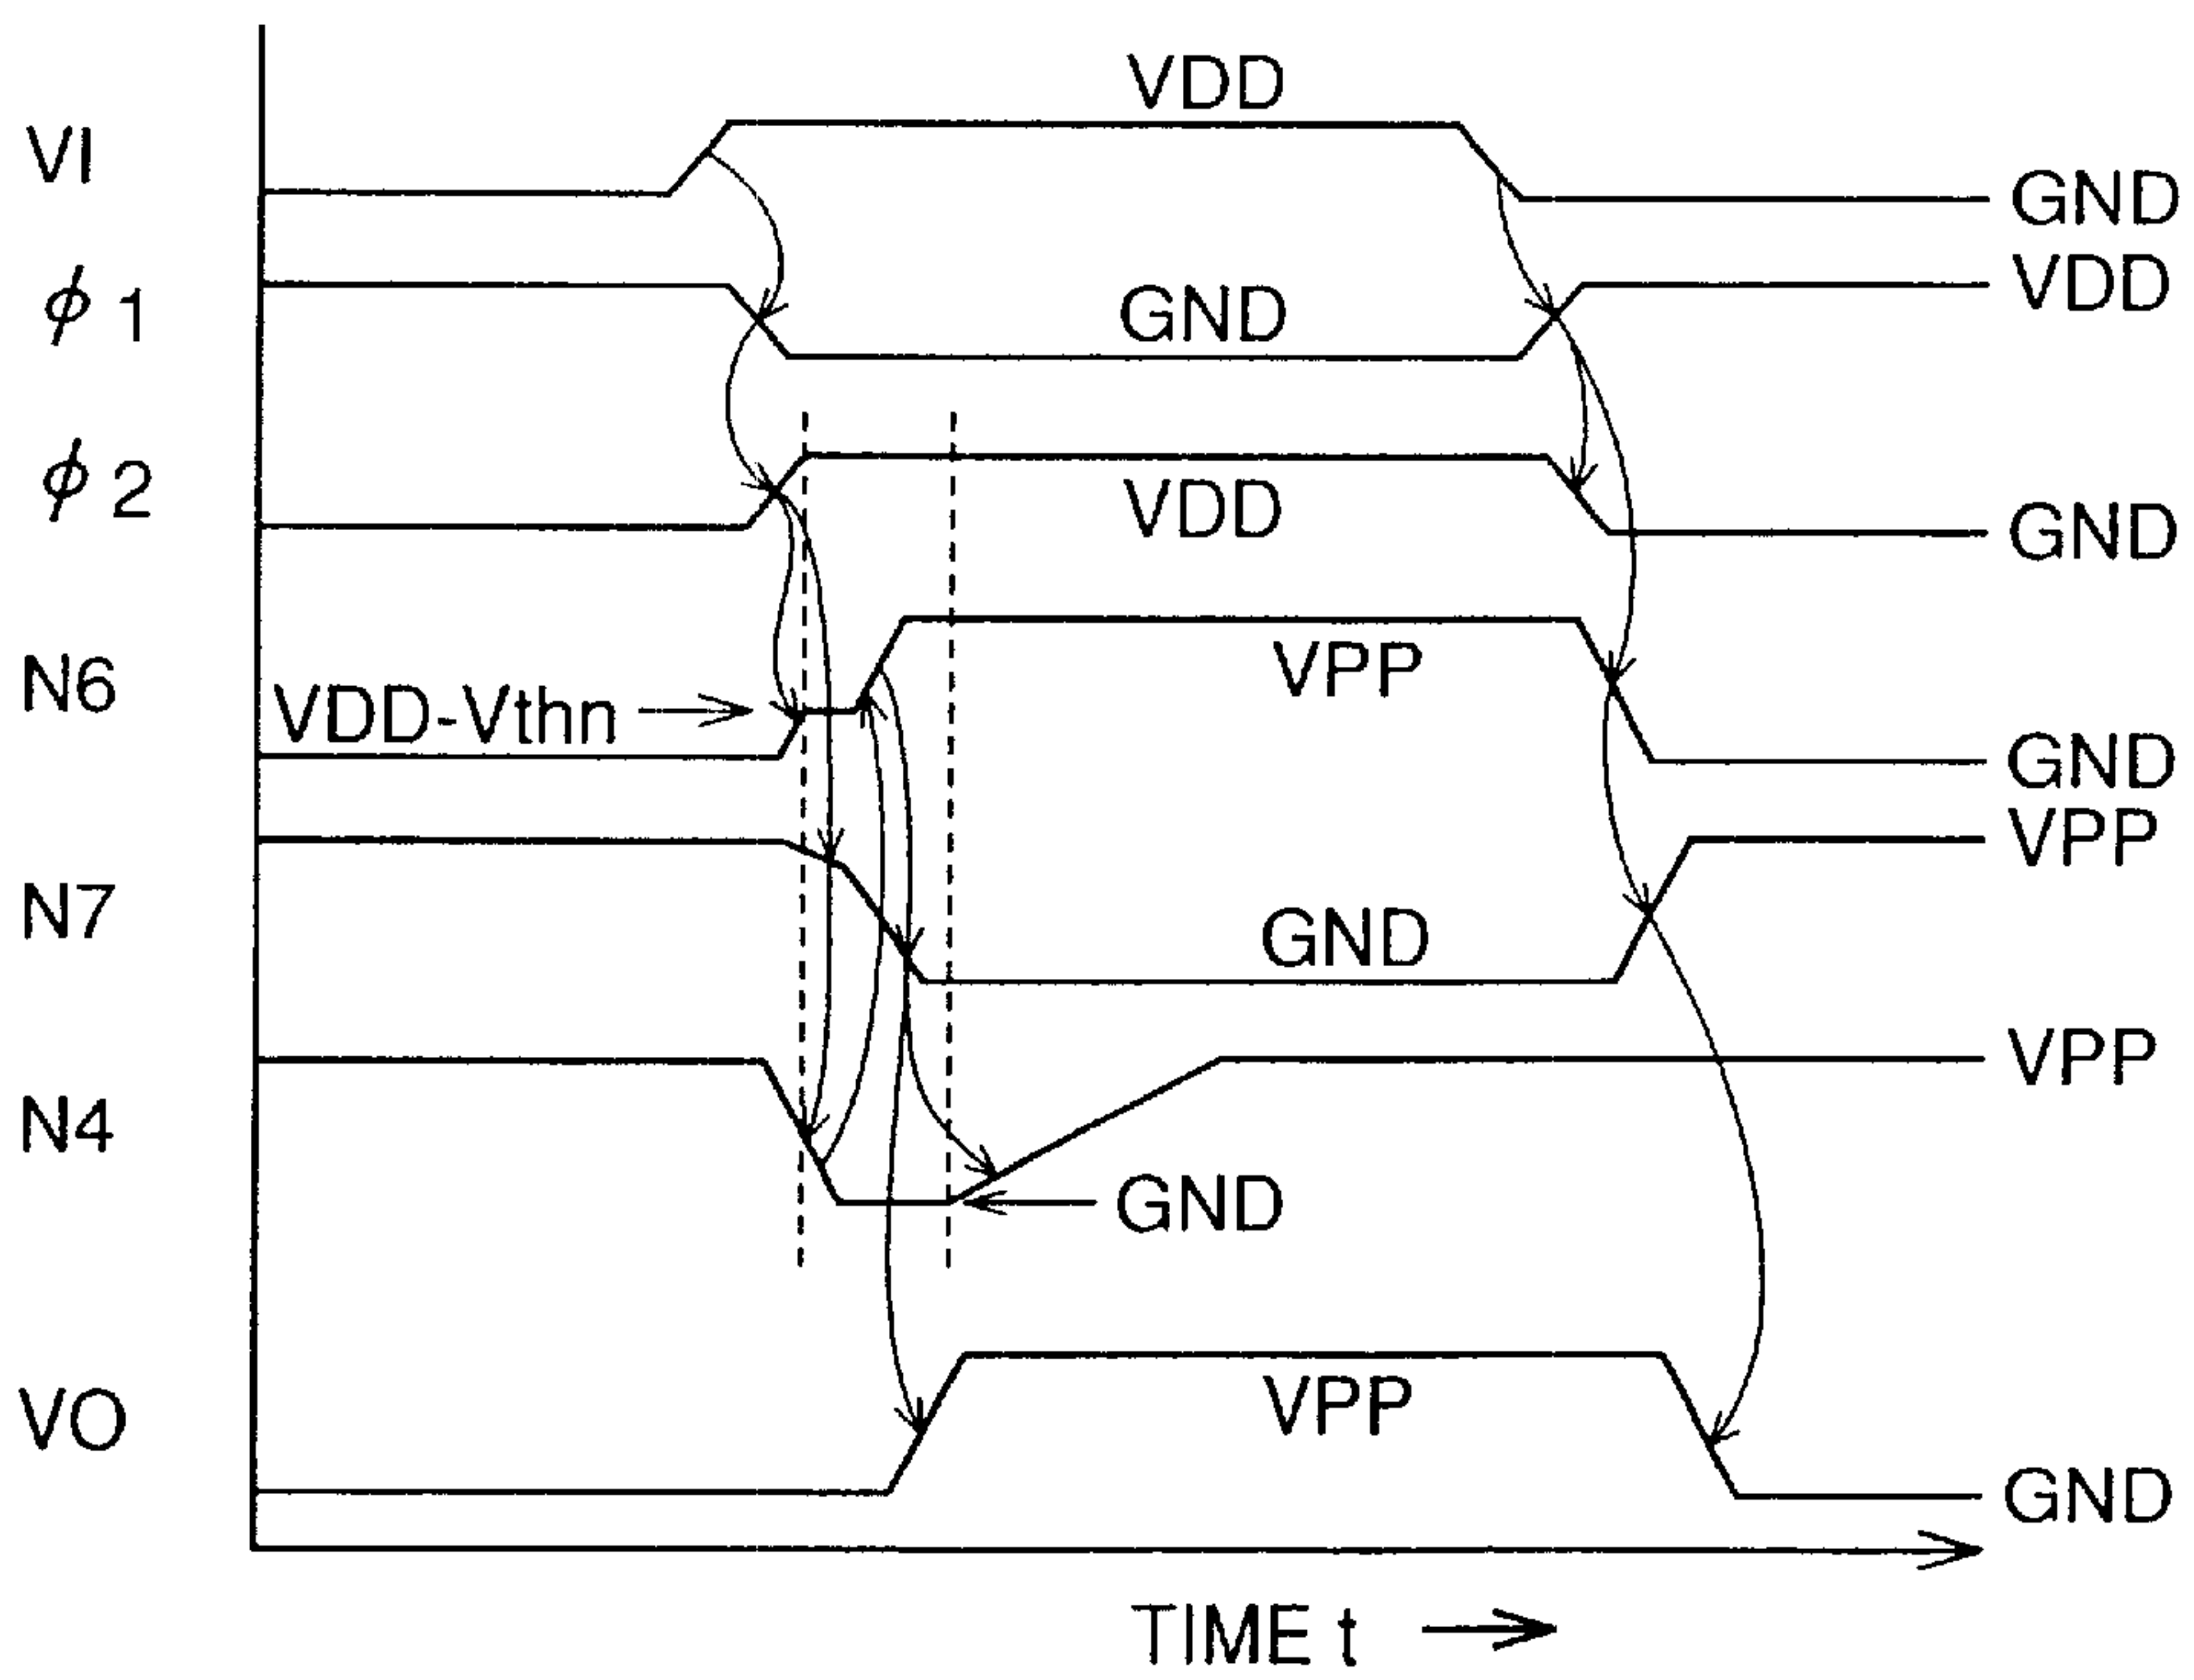 VDD
VI
GND
VDD
ϕ 1
GND
ϕ 2
VDD
GND
N6
VPP
VDD-Vthn
GND
VPP
N7
GND
VPP
N4
GND
VO
VPP
GND
TIME t